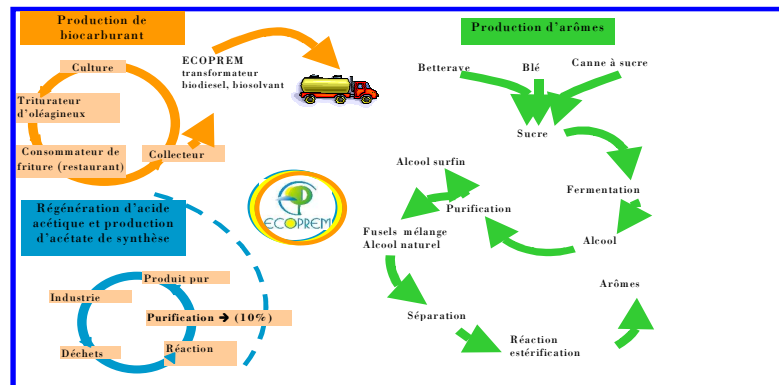 Production de
biocarburant
Culture
Triturateur
d'oléagineux
Consommateur de
friture (restaurant)
Collecteur
ECOPREM
transformateur
biodiesel, biosolvant
Régénération d'acide
acétique et production
d'acétate de synthèse
Produit pur
Industrie
Purification → (10%)
Déchets
Réaction
ECOPREM
Production d'arômes
Betterave
Blé
Canne à sucre
Sucre
Fermentation
Alcool
Alcool surfin
Purification
Fusels mélange
Alcool naturel
Séparation
Réaction
estérification
Arômes